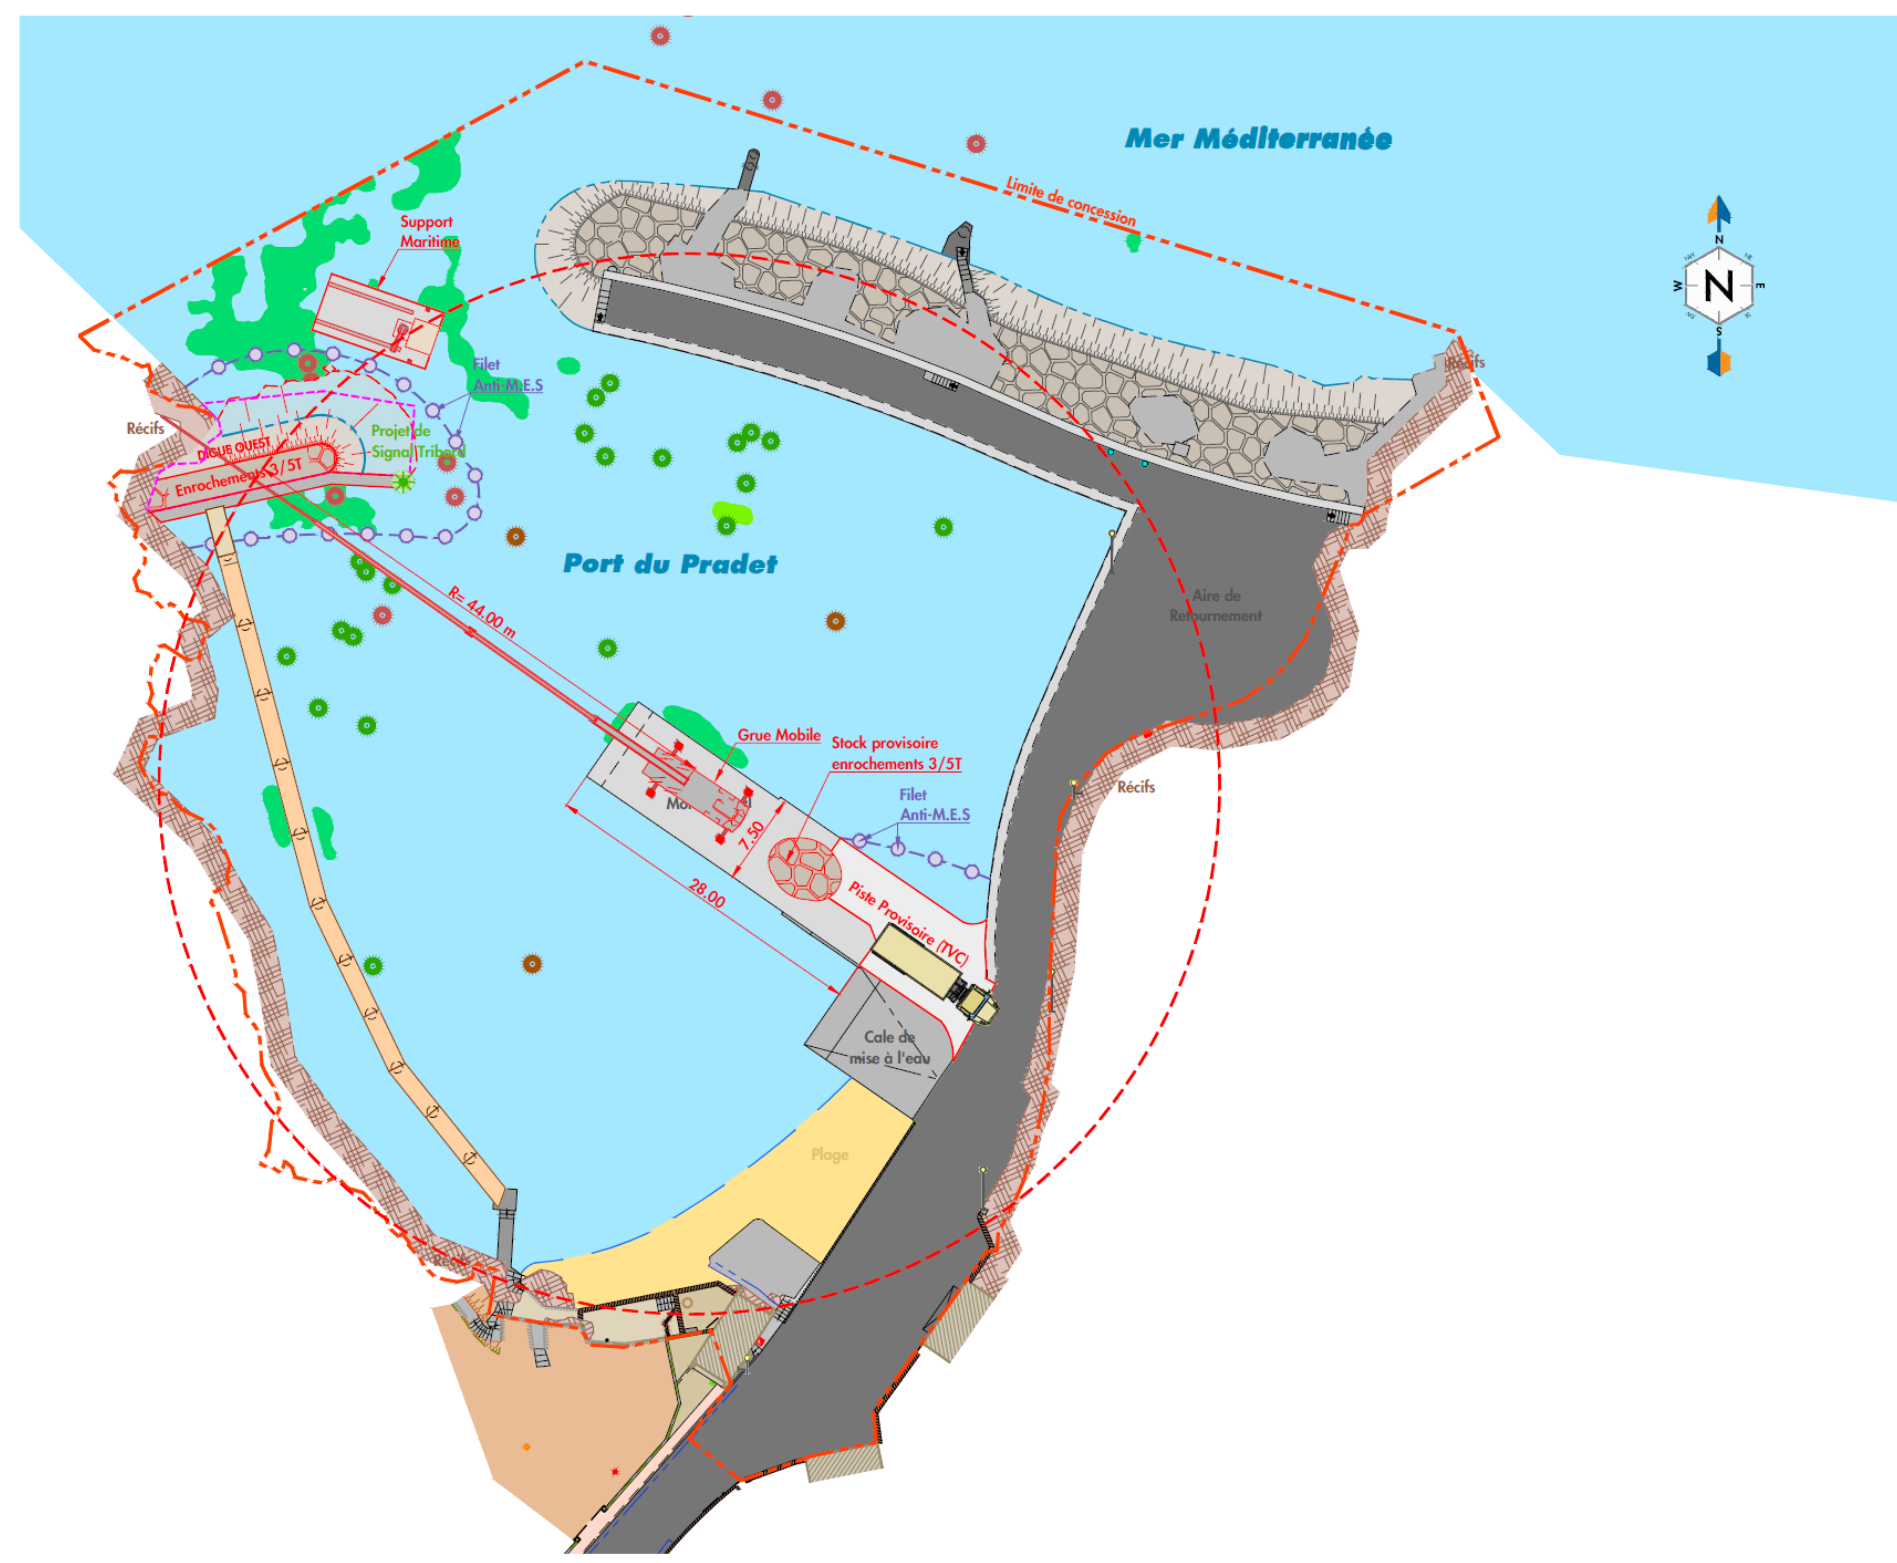 Mer Méditerranée
Limite de concession
N
N
W
E
S
Support
Maritime
Filet
Anti-M.E.S
Récifs
Récifs
DIGUE OUEST
Enrochements 3/5T
Projet de
Signal Tribord
Port du Pradet
R= 44.00 m
Aire de
Retournement
Grue Mobile
Stock provisoire
enrochements 3/5T
Récifs
Filet
Anti-M.E.S
7.50
28.00
Piste Provisoire (TVC)
Cale de
mise à l'eau
Plage
Récifs